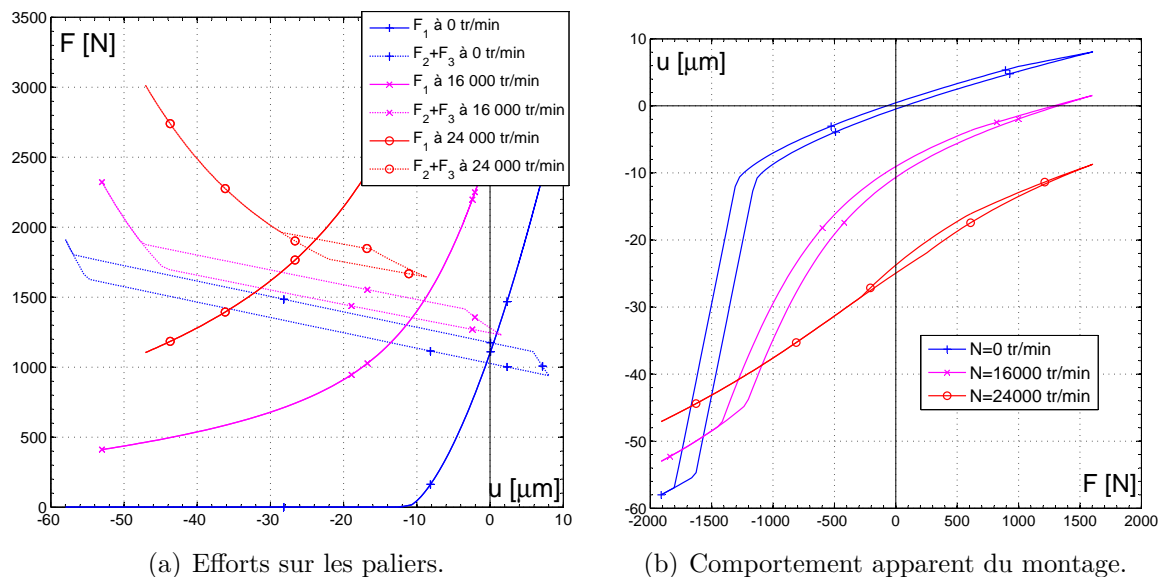 F [N]
3500
3000
2500
2000
1500
1000
500
0
-60 -50 -40 -30 -20 -10 0 10
u [μm]
F1 à 0 tr/min
F2+F3 à 0 tr/min
F1 à 16 000 tr/min
F2+F3 à 16 000 tr/min
F1 à 24 000 tr/min
F2+F3 à 24 000 tr/min
(a) Efforts sur les paliers.
u [μm]
10
0
-10
-20
-30
-40
-50
-60
N=0 tr/min
N=16000 tr/min
N=24000 tr/min
F [N]
-2000 -1500 -1000 -500 0 500 1000 1500 2000
(b) Comportement apparent du montage.